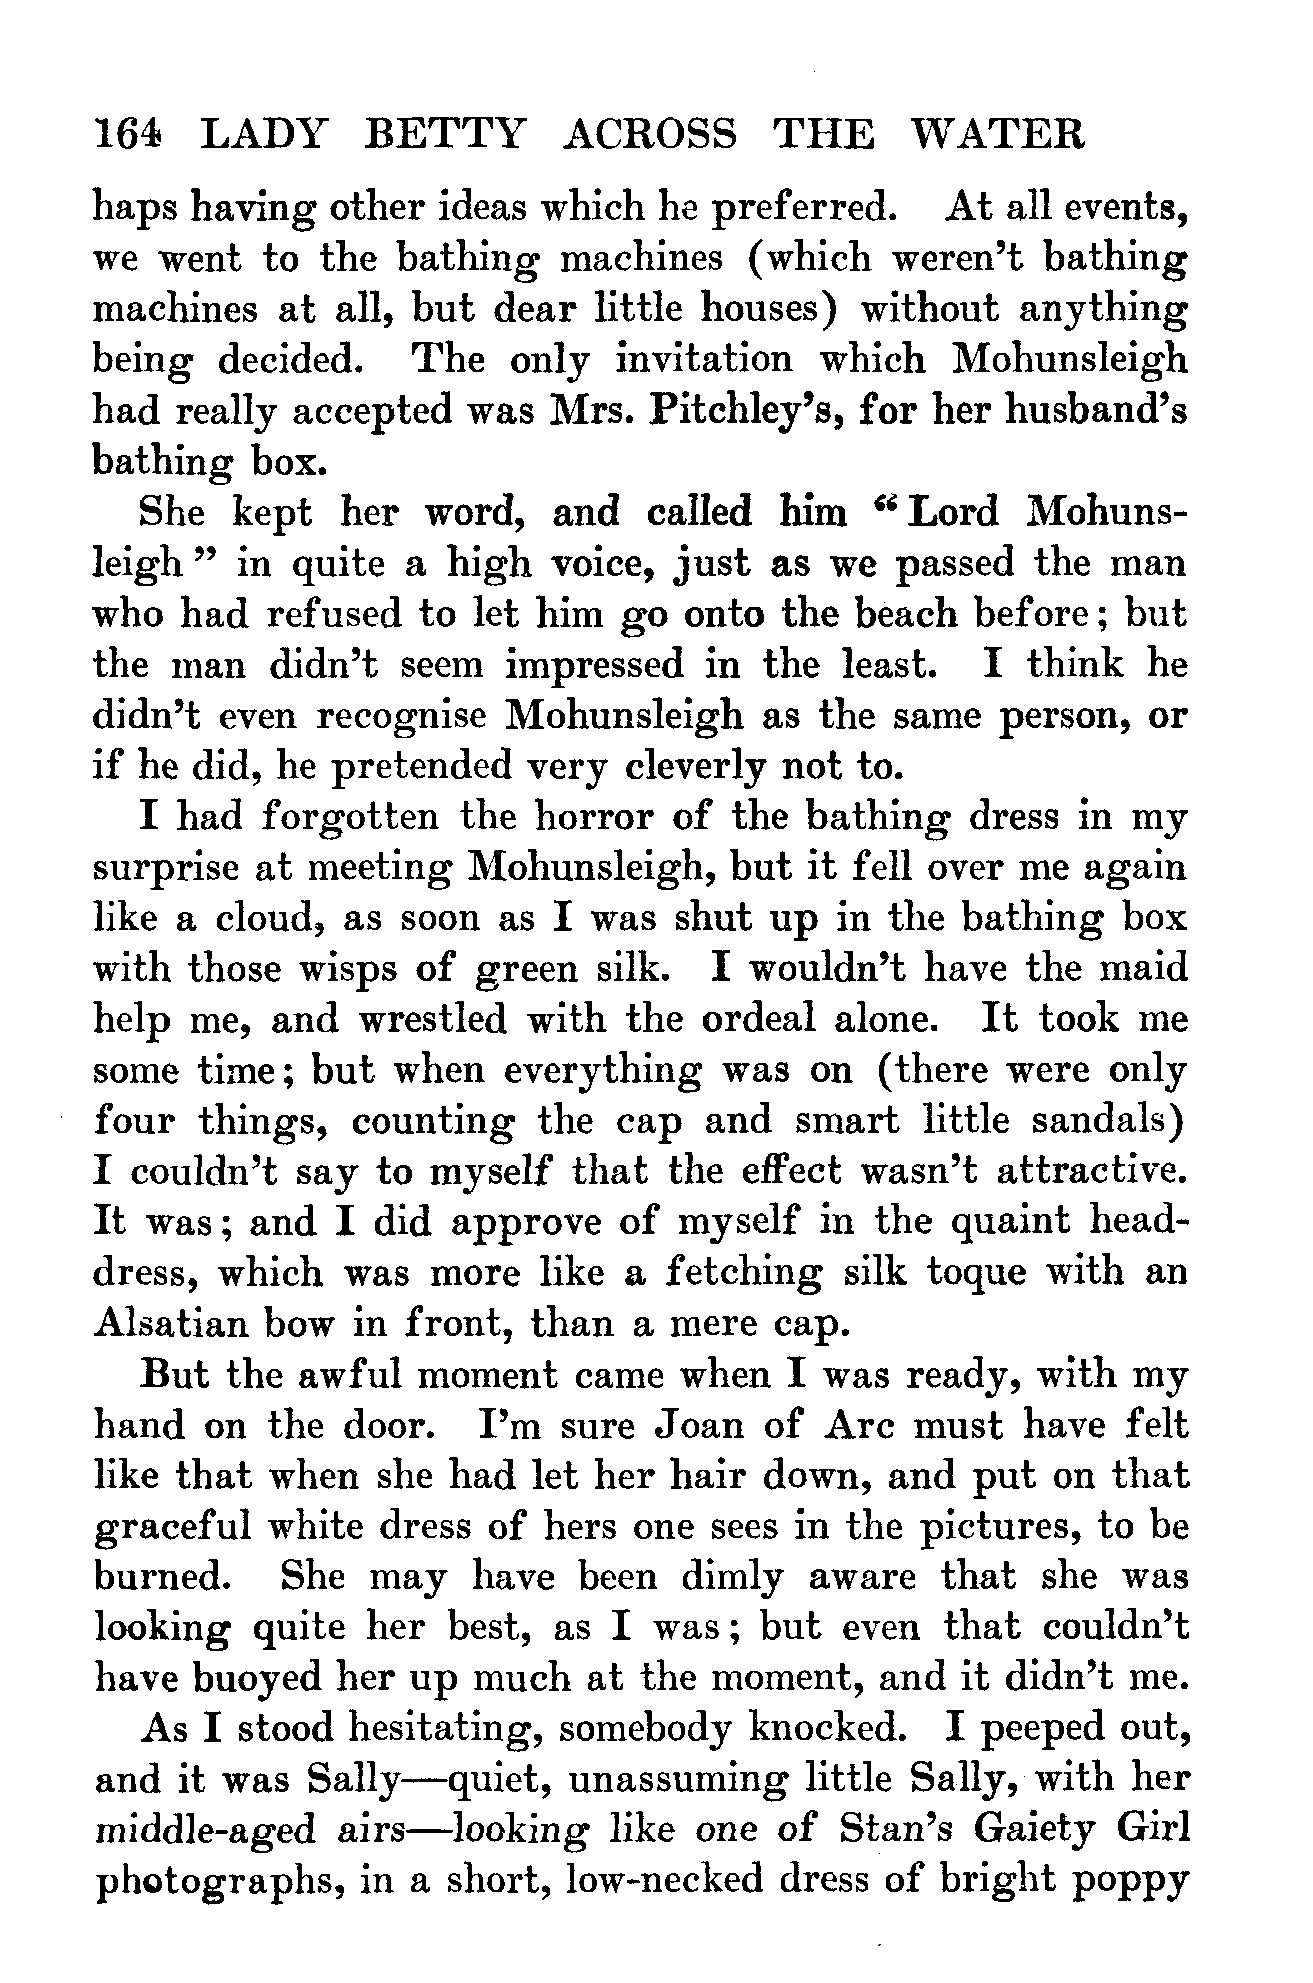 164 LADY BETTY ACROSS THE WATER
haps having other ideas which he preferred. At all events,
we went to the bathing machines (which weren't bathing
machines at all, but dear little houses) without anything
being decided. The only invitation which Mohunsleigh
had really accepted was Mrs. Pitchley's, for her husband's
bathing box.
She kept her word, and called him “Lord Mohuns-
leigh” in quite a high voice, just as we passed the man
who had refused to let him go onto the beach before; but
the man didn't seem impressed in the least. I think he
didn't even recognise Mohunsleigh as the same person, or
if he did, he pretended very cleverly not to.
I had forgotten the horror of the bathing dress in my
surprise at meeting Mohunsleigh, but it fell over me again
like a cloud, as soon as I was shut up in the bathing box
with those wisps of green silk. I wouldn't have the maid
help me, and wrestled with the ordeal alone. It took me
some time; but when everything was on (there were only
four things, counting the cap and smart little sandals)
I couldn't say to myself that the effect wasn't attractive.
It was; and I did approve of myself in the quaint head-
dress, which was more like a fetching silk toque with an
Alsatian bow in front, than a mere cap.
But the awful moment came when I was ready, with my
hand on the door. I'm sure Joan of Arc must have felt
like that when she had let her hair down, and put on that
graceful white dress of hers one sees in the pictures, to be
burned. She may have been dimly aware that she was
looking quite her best, as I was; but even that couldn't
have buoyed her up much at the moment, and it didn't me.
As I stood hesitating, somebody knocked. I peeped out,
and it was Sally—quiet, unassuming little Sally, with her
middle-aged airs—looking like one of Stan's Gaiety Girl
photographs, in a short, low-necked dress of bright poppy